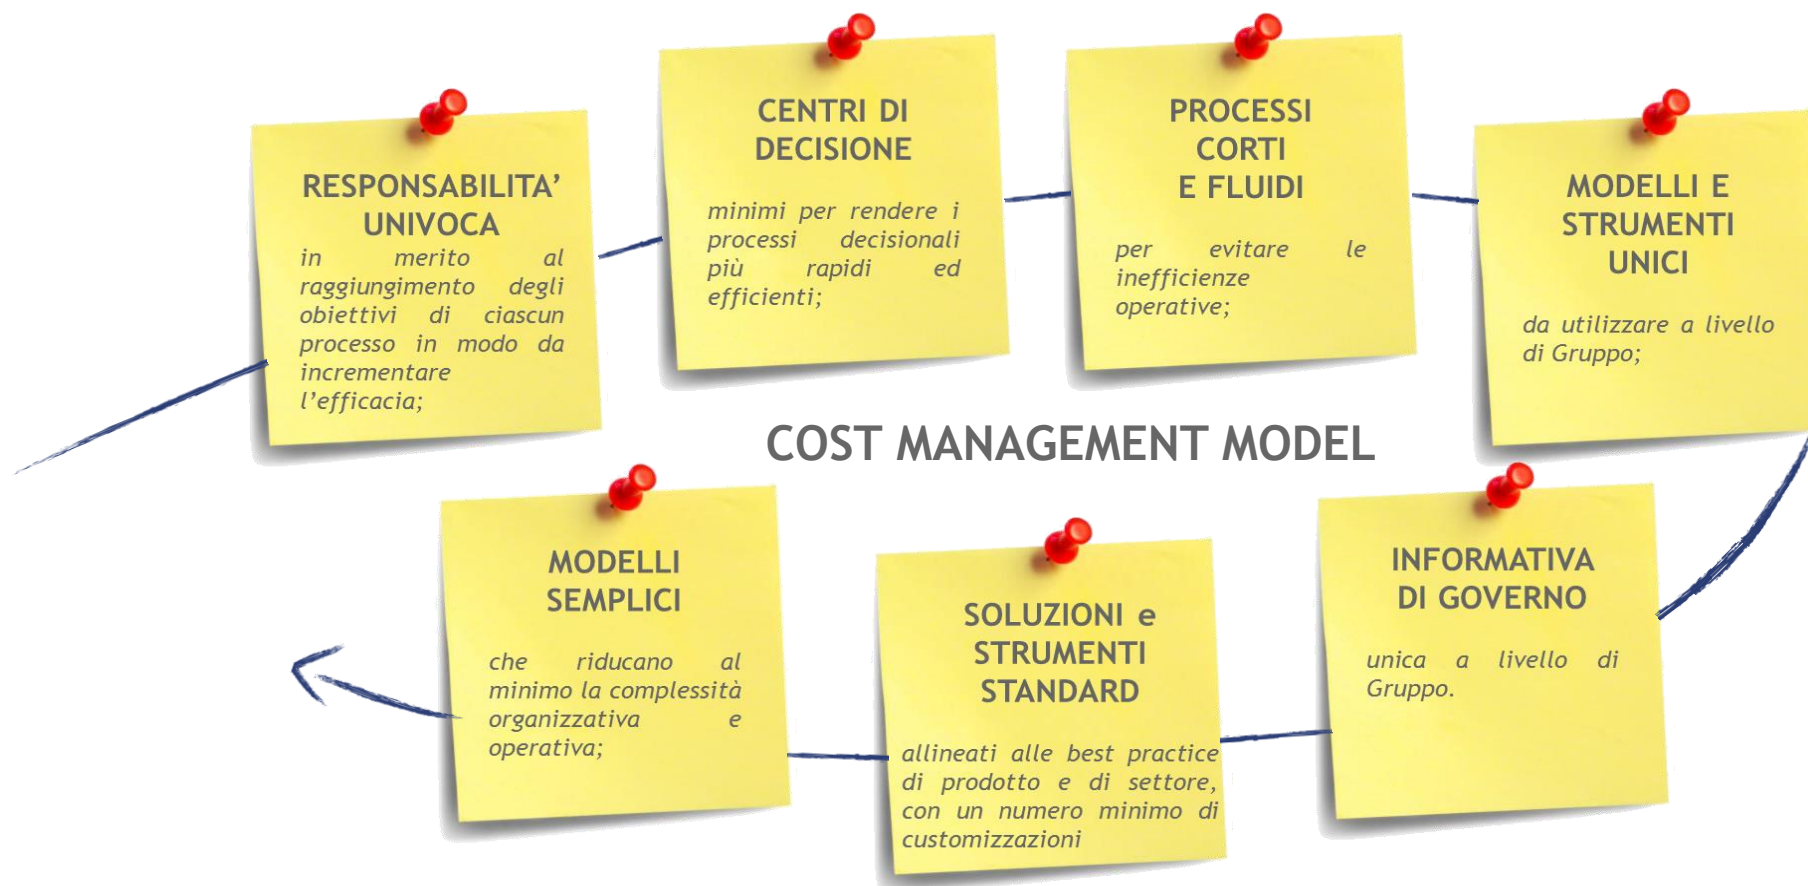 RESPONSABILITA’
UNIVOCA
in merito al
raggiungimento degli
obiettivi di ciascun
processo in modo da
incrementare
l’efficacia;
CENTRI DI
DECISIONE
minimi per rendere i
processi decisionali
più rapidi ed
efficienti;
PROCESSI
CORTI
E FLUIDI
per evitare le
inefficienze
operative;
MODELLI E
STRUMENTI
UNICI
da utilizzare a livello
di Gruppo;
COST MANAGEMENT MODEL
MODELLI
SEMPLICI
che riducano al
minimo la complessità
organizzativa e
operativa;
SOLUZIONI e
STRUMENTI
STANDARD
allineati alle best practice
di prodotto e di settore,
con un numero minimo di
customizzazioni
INFORMATIVA
DI GOVERNO
unica a livello di
Gruppo.